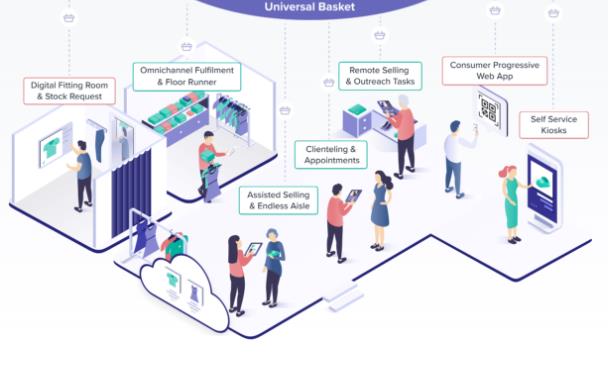 Universal Basket
Digital Fitting Room
& Stock Request
Omnichannel Fulfilment
& Floor Runner
Remote Selling
& Outreach Tasks
Consumer Progressive
Web App
Self Service
Kiosks
Clienteling &
Appointments
Assisted Selling
& Endless Aisle